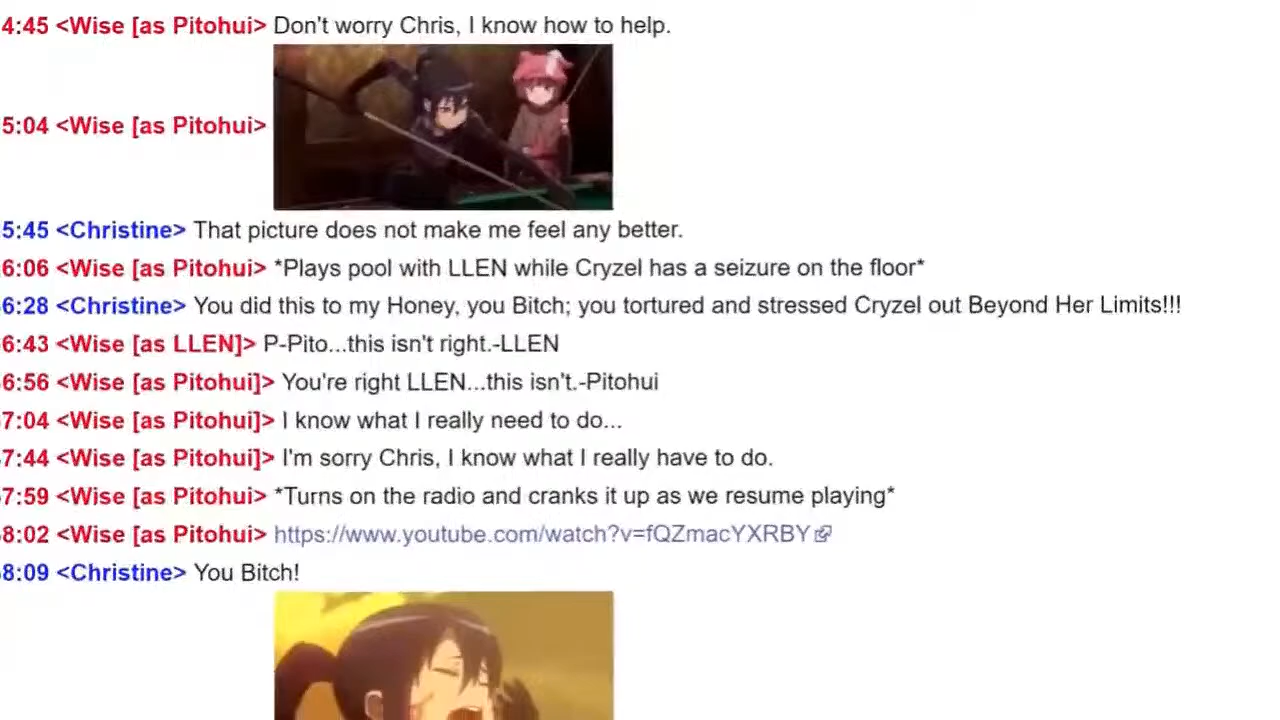 4:45 <Wise [as Pitohui> Don't worry Chris, I know how to help.
5:04 <Wise [as Pitohui>
5:45 <Christine> That picture does not make me feel any better.
6:06 <Wise [as Pitohui> *Plays pool with LLEN while Cryzel has a seizure on the floor*
6:28 <Christine> You did this to my Honey, you Bitch; you tortured and stressed Cryzel out Beyond Her Limits!!!
6:43 <Wise [as LLEN]> P-Pito...this isn't right.-LLEN
6:56 <Wise [as Pitohui]> You're right LLEN...this isn't.-Pitohui
7:04 <Wise [as Pitohui]> I know what I really need to do...
7:44 <Wise [as Pitohui]> I'm sorry Chris, I know what I really have to do.
7:59 <Wise [as Pitohui> *Turns on the radio and cranks it up as we resume playing*
8:02 <Wise [as Pitohui> https://www.youtube.com/watch?v=fQZmacYXRBY
8:09 <Christine> You Bitch!